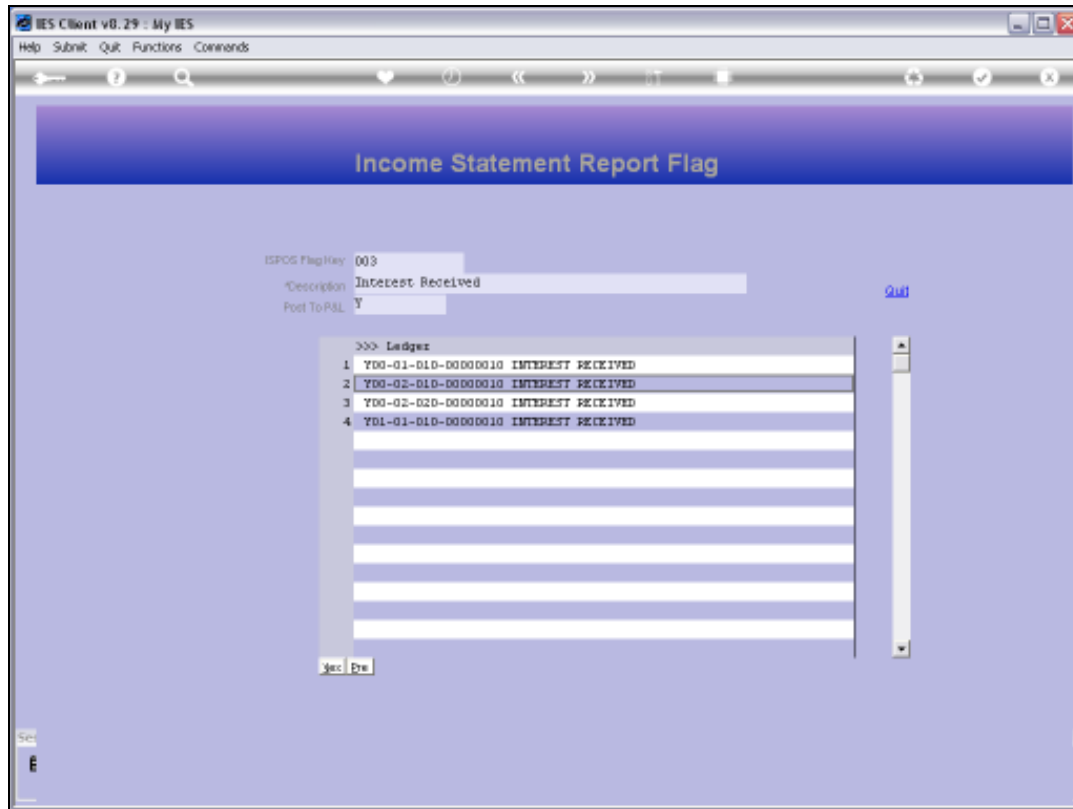 IES Client v8.29 : My IES
Help Submit Quit Functions Commands
Income Statement Report Flag
ISPOS Flag Key 003
*Description Interest Received
Post To P&L Y
Quit
>>> Ledger
1 Y00-01-010-00000010 INTEREST RECEIVED
2 Y00-02-010-00000010 INTEREST RECEIVED
3 Y00-02-020-00000010 INTEREST RECEIVED
4 Y01-01-010-00000010 INTEREST RECEIVED
Nex Pre